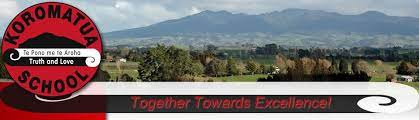 KOROMATUA
Te Pono me te Aroha
Truth and Love
SCHOOL
Together Towards Excellence!